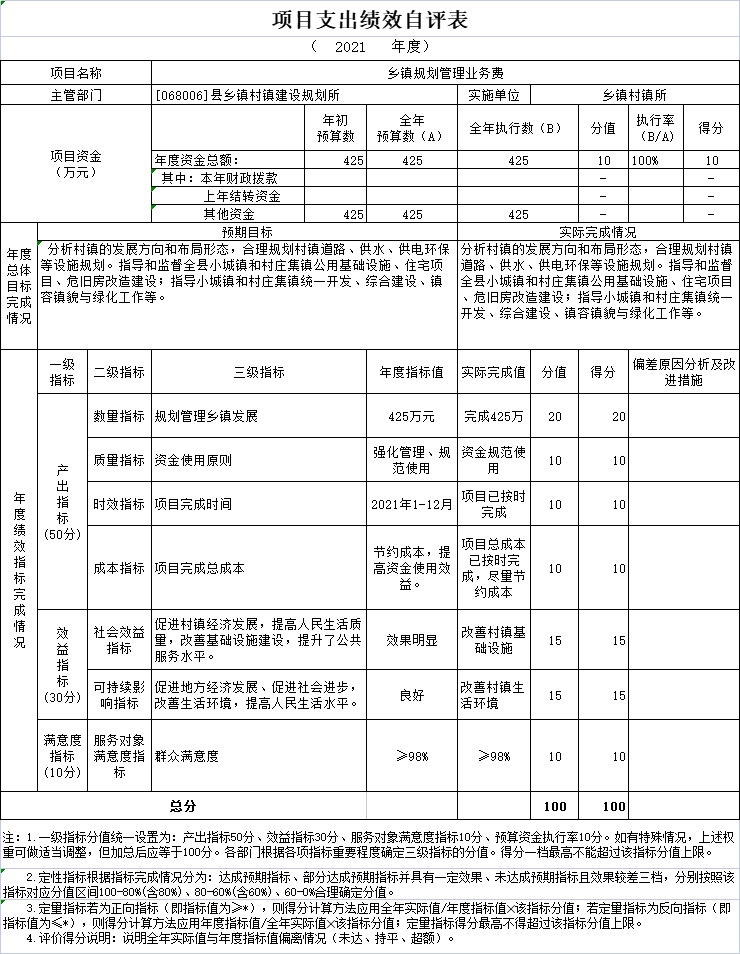 项目支出绩效自评表
（ 2021 年度）
项目名称 乡镇规划管理业务费
主管部门 [068006]县乡镇村镇建设规划所 实施单位 乡镇村镇所
项目资金
（万元）
年初
预算数
全年
预算数（A）
全年执行数（B）
分值
执行率
（B/A）
得分
年度资金总额： 425 425 425 10 100% 10
其中：本年财政拨款 － －
上年结转资金 － －
其他资金 425 425 425 － －
年度
总体
目标
完成
情况
预期目标
实际完成情况
分析村镇的发展方向和布局形态，合理规划村镇道路、供水、供电环保
等设施规划。指导和监督全县小城镇和村庄集镇公用基础设施、住宅项
目、危旧房改造建设；指导小城镇和村庄集镇统一开发、综合建设、镇
容镇貌与绿化工作等。
分析村镇的发展方向和布局形态，合理规划村镇
道路、供水、供电环保等设施规划。指导和监督
全县小城镇和村庄集镇公用基础设施、住宅项目
、危旧房改造建设；指导小城镇和村庄集镇统一
开发、综合建设、镇容镇貌与绿化工作等。
年度绩效指标完成情况
一级
指标
二级指标
三级指标
年度指标值
实际完成值
分值
得分
偏差原因分析及改
进措施
产
出
指
标
(50分)
数量指标 规划管理乡镇发展 425万元 完成425万 20 20
质量指标 资金使用原则
强化管理、规
范使用
资金规范使
用
10 10
时效指标 项目完成时间 2021年1-12月
项目已按时
完成
10 10
成本指标 项目完成总成本
节约成本，提
高资金使用效
益。
项目总成本
已按时完
成，尽量节
约成本
10 10
效
益
指
标
(30分)
社会效益
指标
促进村镇经济发展，提高人民生活质
量，改善基础设施建设，提升了公共
服务水平。
效果明显
改善村镇基
础设施
15 15
可持续影
响指标
促进地方经济发展、促进社会进步，
改善生活环境，提高人民生活水平。
良好
改善村镇生
活环境
15 15
满意度
指标
(10分)
服务对象
满意度指
标
群众满意度 ≥98% ≥98% 10 10
总分 100 100
注：1.一级指标分值统一设置为：产出指标50分、效益指标30分、服务对象满意度指标10分、预算资金执行率10分。如有特殊情况，上述权
重可做适当调整，但加总后应等于100分。各部门根据各项指标重要程度确定三级指标的分值。得分一档最高不能超过该指标分值上限。
2.定性指标根据指标完成情况分为：达成预期指标、部分达成预期指标并具有一定效果、未达成预期指标且效果较差三档，分别按照该
指标对应分值区间100-80%(含80%)、80-60%(含60%)、60-0%合理确定分值。
3.定量指标若为正向指标（即指标值为≥*），则得分计算方法应用全年实际值/年度指标值×该指标分值；若定量指标为反向指标（即
指标值为≤*），则得分计算方法应用年度指标值/全年实际值×该指标分值；定量指标得分最高不得超过该指标分值上限。
4.评价得分说明：说明全年实际值与年度指标值偏离情况（未达、持平、超额）。